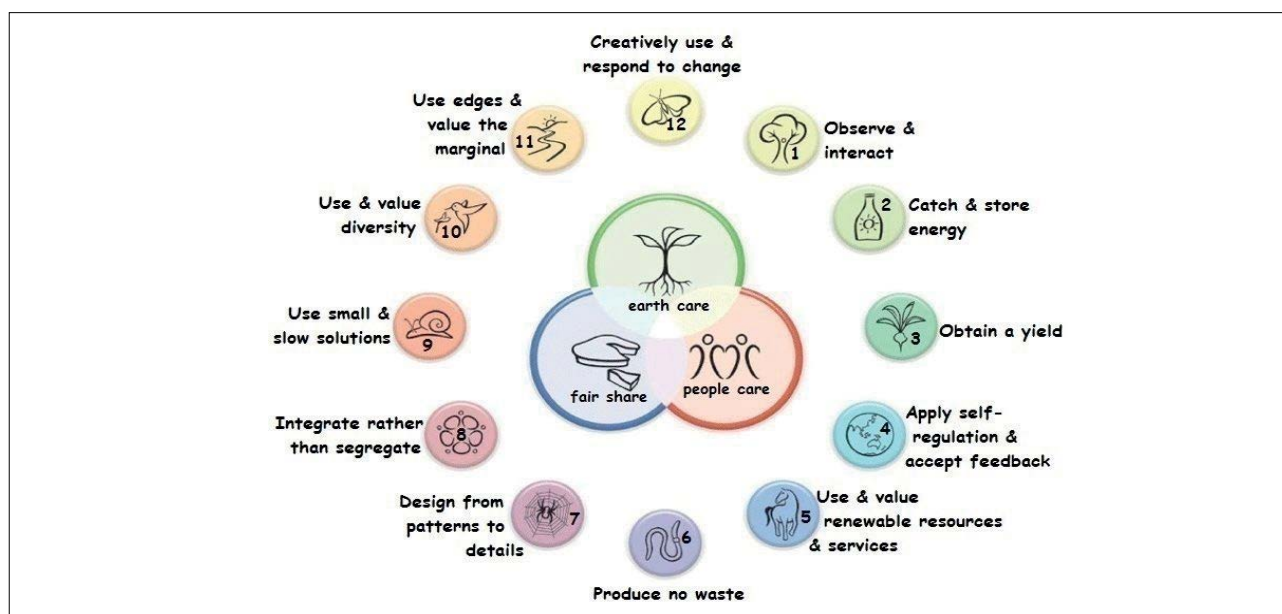 Creatively use &
respond to change
12
Observe &
interact
1
Catch & store
energy
2
Obtain a yield
3
Apply self-
regulation &
accept feedback
4
Use & value
renewable resources
& services
5
Produce no waste
6
Design from
patterns to
details
7
Integrate rather
than segregate
8
Use small &
slow solutions
9
Use & value
diversity
10
Use edges &
value the
marginal
11
earth care
fair share
people care